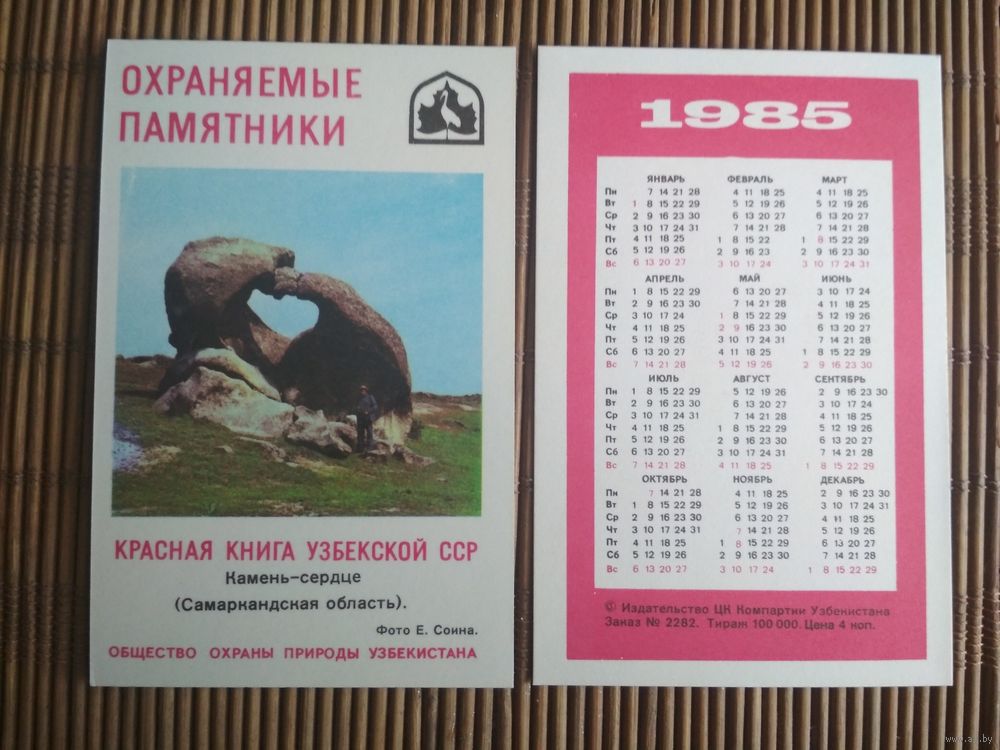 ОХРАНЯЕМЫЕ
ПАМЯТНИКИ
КРАСНАЯ КНИГА УЗБЕКСКОЙ ССР
Камень-сердце
(Самаркандская область).
Фото Е. Соина.
ОБЩЕСТВО ОХРАНЫ ПРИРОДЫ УЗБЕКИСТАНА
1985
ЯНВАРЬ ФЕВРАЛЬ МАРТ
Пн 7 14 21 28 4 11 18 25 4 11 18 25
Вт 1 8 15 22 29 5 12 19 26 5 12 19 26
Ср 2 9 16 23 30 6 13 20 27 6 13 20 27
Чт 3 10 17 24 31 7 14 21 28 7 14 21 28
Пт 4 11 18 25 1 8 15 22 1 8 15 22 29
Сб 5 12 19 26 2 9 16 23 2 9 16 23 30
Вс 6 13 20 27 3 10 17 24 3 10 17 24 31
АПРЕЛЬ МАЙ ИЮНЬ
Пн 1 8 15 22 29 6 13 20 27 3 10 17 24
Вт 2 9 16 23 30 7 14 21 28 4 11 18 25
Ср 3 10 17 24 1 8 15 22 29 5 12 19 26
Чт 4 11 18 25 2 9 16 23 30 6 13 20 27
Пт 5 12 19 26 3 10 17 24 31 7 14 21 28
Сб 6 13 20 27 4 11 18 25 1 8 15 22 29
Вс 7 14 21 28 5 12 19 26 2 9 16 23 30
ИЮЛЬ АВГУСТ СЕНТЯБРЬ
Пн 1 8 15 22 29 5 12 19 26 2 9 16 23 30
Вт 2 9 16 23 30 6 13 20 27 3 10 17 24
Ср 3 10 17 24 31 7 14 21 28 4 11 18 25
Чт 4 11 18 25 1 8 15 22 29 5 12 19 26
Пт 5 12 19 26 2 9 16 23 30 6 13 20 27
Сб 6 13 20 27 3 10 17 24 31 7 14 21 28
Вс 7 14 21 28 4 11 18 25 1 8 15 22 29
ОКТЯБРЬ НОЯБРЬ ДЕКАБРЬ
Пн 7 14 21 28 4 11 18 25 2 9 16 23 30
Вт 1 8 15 22 29 5 12 19 26 3 10 17 24 31
Ср 2 9 16 23 30 6 13 20 27 4 11 18 25
Чт 3 10 17 24 31 7 14 21 28 5 12 19 26
Пт 4 11 18 25 1 8 15 22 29 6 13 20 27
Сб 5 12 19 26 2 9 16 23 30 7 14 21 28
Вс 6 13 20 27 3 10 17 24 1 8 15 22 29
© Издательство ЦК Компартии Узбекистана
Заказ № 2282. Тираж 100 000. Цена 4 коп.